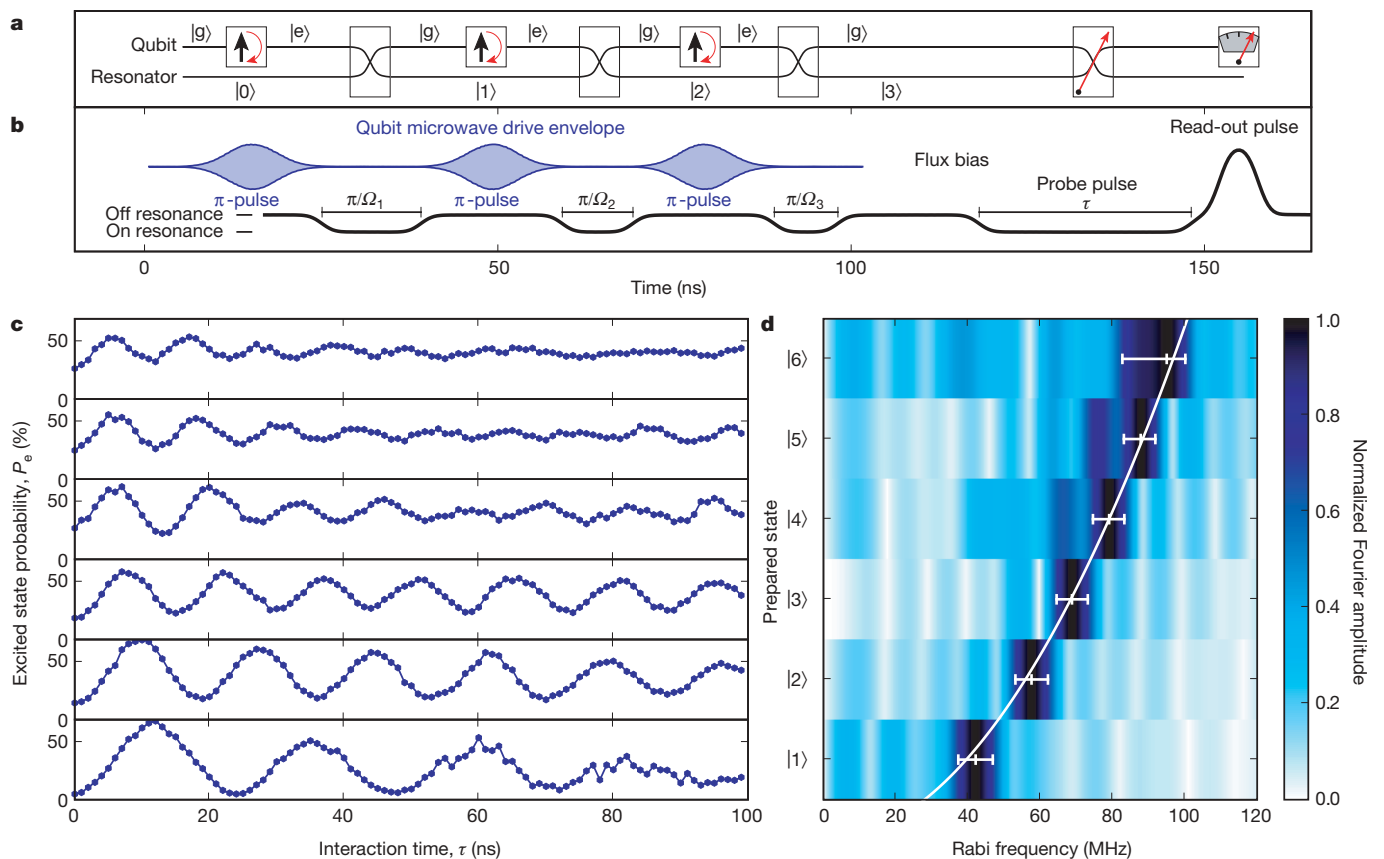 a
|g⟩ |e⟩ |g⟩ |e⟩ |g⟩ |e⟩ |g⟩
Qubit
Resonator
|0⟩ |1⟩ |2⟩ |3⟩
b
Qubit microwave drive envelope
Read-out pulse
Flux bias
Probe pulse
π-pulse π/Ω₁ π-pulse π/Ω₂ π-pulse π/Ω₃ τ
Off resonance
On resonance
0 50 100 150
Time (ns)
c
50
0
50
0
50
0
50
0
50
0
50
0
Excited state probability, Pₑ (%)
0 20 40 60 80 100
Interaction time, τ (ns)
d
|6⟩
|5⟩
|4⟩
|3⟩
|2⟩
|1⟩
Prepared state
0 20 40 60 80 100 120
Rabi frequency (MHz)
1.0
0.8
0.6
0.4
0.2
0.0
Normalized Fourier amplitude